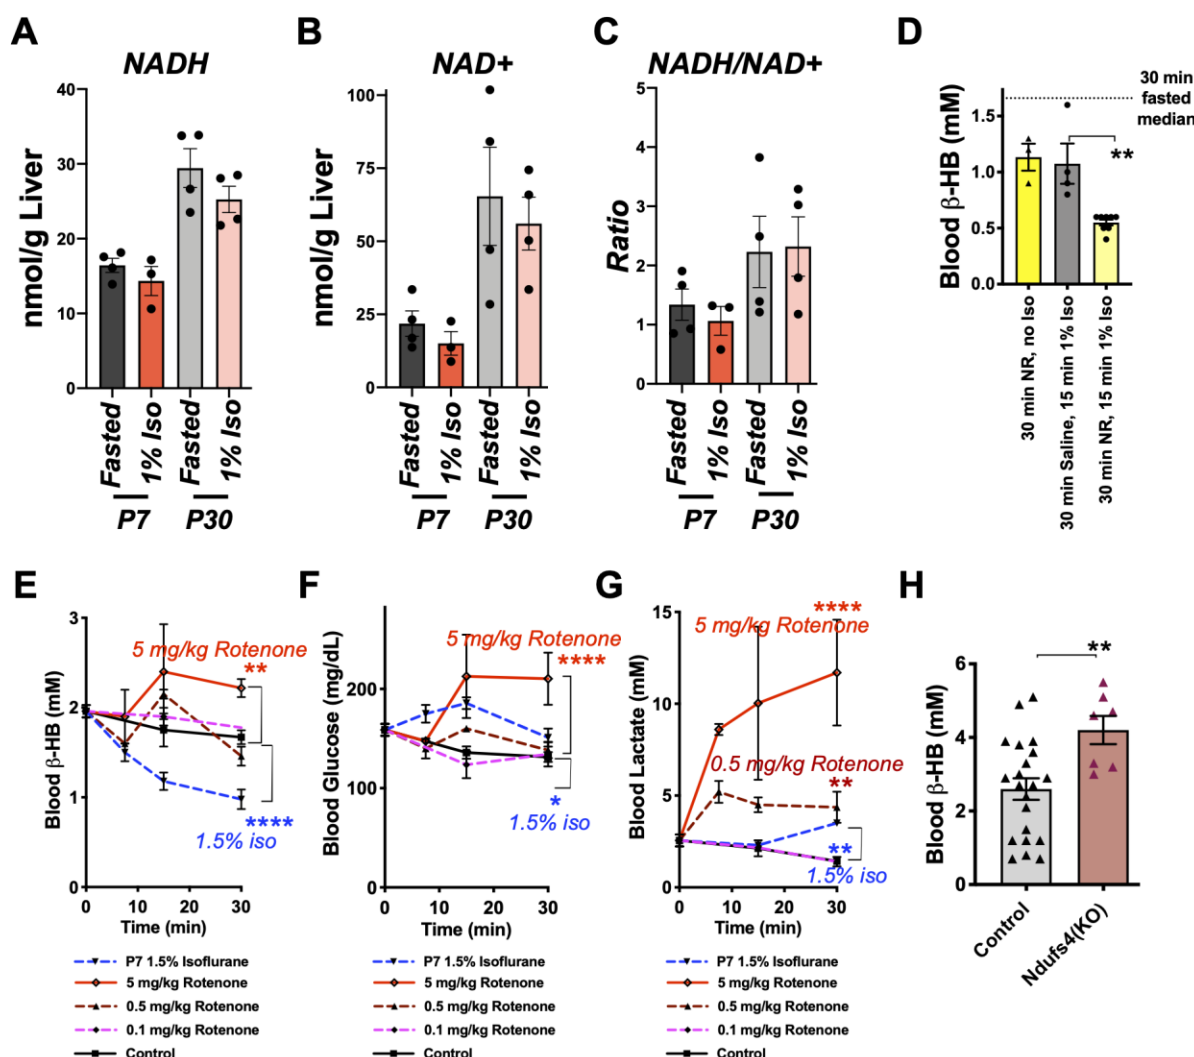 A
NADH
nmol/g Liver
40
30
20
10
0
Fasted
1% Iso
Fasted
1% Iso
P7
P30
B
NAD+
nmol/g Liver
100
75
50
25
0
Fasted
1% Iso
Fasted
1% Iso
P7
P30
C
NADH/NAD+
Ratio
5
4
3
2
1
0
Fasted
1% Iso
Fasted
1% Iso
P7
P30
D
30 min
fasted
median
Blood β-HB (mM)
1.5
1.0
0.5
0.0
**
30 min NR, no Iso
30 min Saline, 15 min 1% Iso
30 min NR, 15 min 1% Iso
E
Blood β-HB (mM)
3
2
1
0
5 mg/kg Rotenone
**
****
1.5% iso
0
10
20
30
Time (min)
P7 1.5% Isoflurane
5 mg/kg Rotenone
0.5 mg/kg Rotenone
0.1 mg/kg Rotenone
Control
F
Blood Glucose (mg/dL)
200
100
0
5 mg/kg Rotenone
****
*
1.5% iso
0
10
20
30
Time (min)
P7 1.5% Isoflurane
5 mg/kg Rotenone
0.5 mg/kg Rotenone
0.1 mg/kg Rotenone
Control
G
Blood Lactate (mM)
15
10
5
0
****
5 mg/kg Rotenone
0.5 mg/kg Rotenone
**
**
1.5% iso
0
10
20
30
Time (min)
P7 1.5% Isoflurane
5 mg/kg Rotenone
0.5 mg/kg Rotenone
0.1 mg/kg Rotenone
Control
H
Blood β-HB (mM)
6
4
2
0
**
Control
Ndufs4(KO)